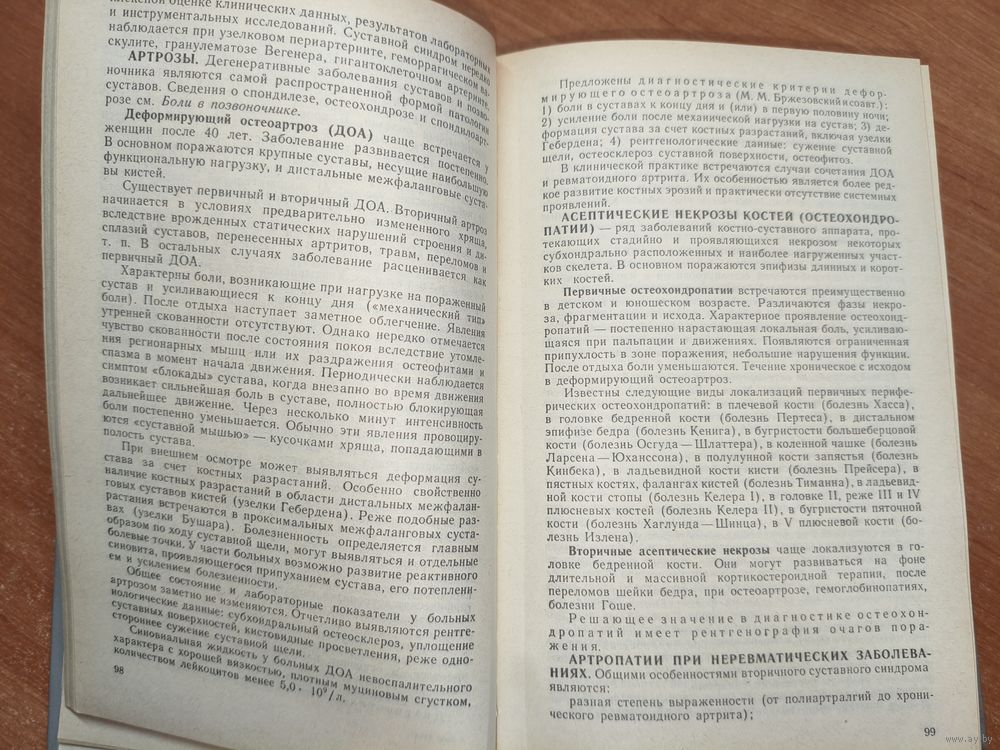 плексной оценке клинических данных, результатов лабораторных
и инструментальных исследований. Суставной синдром нередко
наблюдается при узелковом периартерите, геморрагическом ва-
скулите, гранулематозе Вегенера, гигантоклеточном артериите.
АРТРОЗЫ. Дегенеративные заболевания суставов и позво-
ночника являются самой распространенной формой патологии
суставов. Сведения о спондилезе, остеохондрозе и спондилоарт-
розе см. Боли в позвоночнике.
Деформирующий остеоартроз (ДОА) чаще встречается у
женщин после 40 лет. Заболевание развивается постепенно.
В основном поражаются крупные суставы, несущие наибольшую
функциональную нагрузку, и дистальные межфаланговые суста-
вы кистей.
Существует первичный и вторичный ДОА. Вторичный артроз
начинается в условиях предварительно измененного хряща,
вследствие врожденных статических нарушений строения и ди-
сплазий суставов, перенесенных артритов, травм, переломов и
т. п. В остальных случаях заболевание расценивается как
первичный ДОА.
Характерны боли, возникающие при нагрузке на пораженный
сустав и усиливающиеся к концу дня («механический тип»
боли). После отдыха наступает заметное облегчение. Явления
утренней скованности отсутствуют. Однако нередко отмечается
чувство скованности после состояния покоя вследствие утомле-
ния регионарных мышц или их раздражения остеофитами и
спазма в момент начала движения. Периодически наблюдается
симптом «блокады» сустава, когда внезапно во время движения
возникает сильнейшая боль в суставе, полностью блокирующая
дальнейшее движение. Через несколько минут интенсивность
боли постепенно уменьшается. Обычно эти явления провоциру-
ются «суставной мышью» — кусочками хряща, попадающими в
полость сустава.
При внешнем осмотре может выявляться деформация су-
става за счет костных разрастаний. Особенно свойственно
наличие костных разрастаний в области дистальных межфалан-
говых суставов кистей (узелки Гебердена). Реже подобные раз-
растания встречаются в проксимальных межфаланговых суста-
вах (узелки Бушара). Болезненность определяется главным
образом по ходу суставной щели, могут выявляться и отдельные
болевые точки. У части больных возможно развитие реактивного
синовита, проявляющегося припуханием сустава, его потеплени-
ем и усилением болезненности.
Общее состояние и лабораторные показатели у больных
артрозом заметно не изменяются. Отчетливо выявляются рентге-
нологические данные: субхондральный остеосклероз, уплощение
суставных поверхностей, кистовидные просветления, реже одно-
стороннее сужение суставной щели.
Синовиальная жидкость у больных ДОА невоспалительного
характера с хорошей вязкостью, плотным муциновым сгустком,
количеством лейкоцитов менее 5,0 · 10⁹/л.
98
Предложены диагностические критерии дефор-
мирующего остеоартроза (М. М. Бржезовский и соавт.):
1) боли в суставах к концу дня и (или) в первую половину ночи;
2) усиление боли после механической нагрузки на сустав; 3) де-
формация сустава за счет костных разрастаний, включая узелки
Гебердена; 4) рентгенологические данные: сужение суставной
щели, остеосклероз суставной поверхности, остеофитоз.
В клинической практике встречаются случаи сочетания ДОА
и ревматоидного артрита. Их особенностью является более ред-
кое развитие костных эрозий и практически отсутствие системных
проявлений.
АСЕПТИЧЕСКИЕ НЕКРОЗЫ КОСТЕЙ (ОСТЕОХОНДРО-
ПАТИИ) — ряд заболеваний костно-суставного аппарата, про-
текающих стадийно и проявляющихся некрозом некоторых
субхондрально расположенных и наиболее нагруженных участ-
ков скелета. В основном поражаются эпифизы длинных и корот-
ких костей.
Первичные остеохондропатии встречаются преимущественно
в детском и юношеском возрасте. Различаются фазы некро-
за, фрагментации и исхода. Характерное проявление остеохонд-
ропатий — постепенно нарастающая локальная боль, усиливаю-
щаяся при пальпации и движениях. Появляются ограниченная
припухлость в зоне поражения, небольшие нарушения функции.
После отдыха боли уменьшаются. Течение хроническое с исходом
в деформирующий остеоартроз.
Известны следующие виды локализаций первичных перифе-
рических остеохондропатий: в плечевой кости (болезнь Хасса),
в головке бедренной кости (болезнь Пертеса), в дистальном
эпифизе бедра (болезнь Кенига), в бугристости большеберцовой
кости (болезнь Осгуда — Шлаттера), в коленной чашке (болезнь
Ларсена — Юханссона), в полулунной кости запястья (болезнь
Кинбека), в ладьевидной кости кисти (болезнь Прейсера), в
пястных костях, фалангах кистей (болезнь Тиманна), в ладьевид-
ной кости стопы (болезнь Келера I), в головке II, реже III и IV
плюсневых костей (болезнь Келера II), в бугристости пяточной
кости (болезнь Хаглунда — Шинца), в V плюсневой кости (бо-
лезнь Излена).
Вторичные асептические некрозы чаще локализуются в го-
ловке бедренной кости. Они могут развиваться на фоне
длительной и массивной кортикостероидной терапии, после
переломов шейки бедра, при остеоартрозе, гемоглобинопатиях,
болезни Гоше.
Решающее значение в диагностике остеохон-
дропатий имеет рентгенография очагов пора-
жения.
АРТРОПАТИИ ПРИ НЕРЕВМАТИЧЕСКИХ ЗАБОЛЕВА-
НИЯХ. Общими особенностями вторичного суставного синдрома
являются:
разная степень выраженности (от полиартралгий до хрони-
ческого ревматоидного артрита);
99
www.ay.by